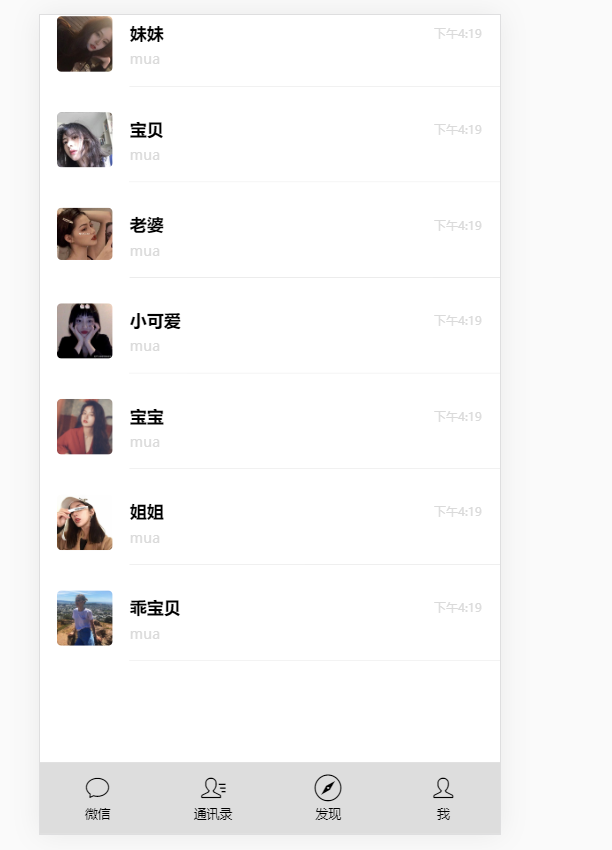 妹妹 下午4:19
mua
宝贝 下午4:19
mua
老婆 下午4:19
mua
小可爱 下午4:19
mua
宝宝 下午4:19
mua
姐姐 下午4:19
mua
乖宝贝 下午4:19
mua
微信 通讯录 发现 我